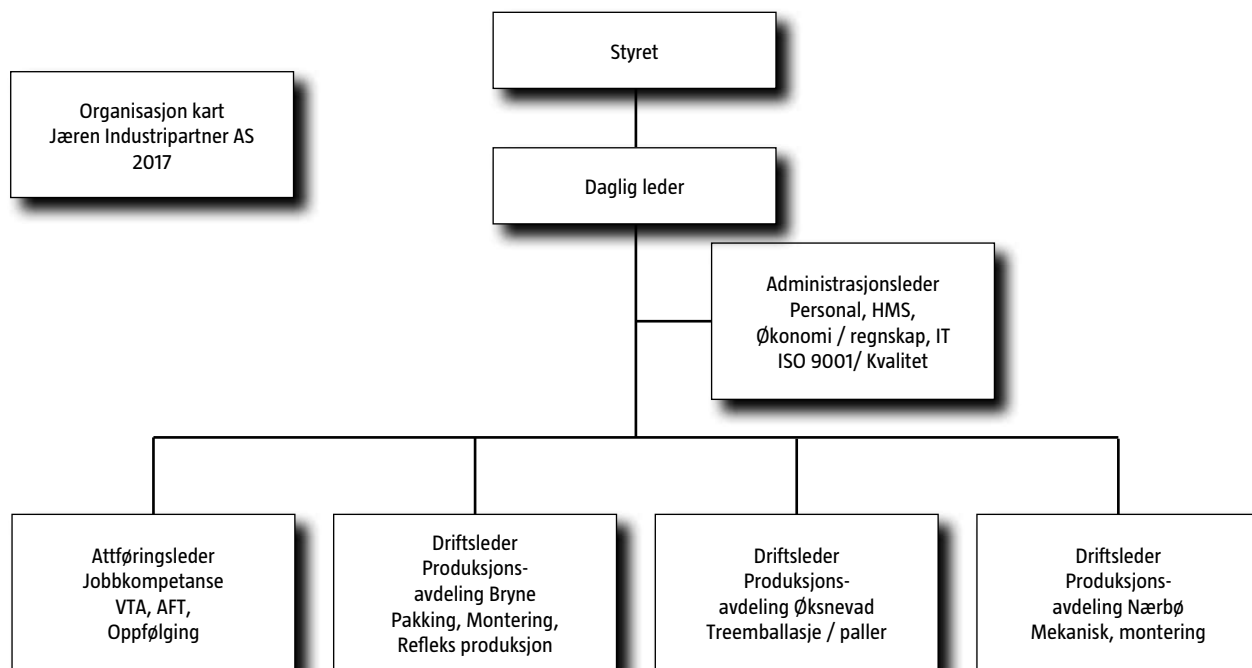 Styret
Organisasjon kart
Jæren Industripartner AS
2017
Daglig leder
Administrasjonsleder
Personal, HMS,
Økonomi / regnskap, IT
ISO 9001/ Kvalitet
Attføringsleder
Jobbkompetanse
VTA, AFT,
Oppfølging
Driftsleder
Produksjons-
avdeling Bryne
Pakking, Montering,
Refleks produksjon
Driftsleder
Produksjons-
avdeling Øksnevad
Treemballasje / paller
Driftsleder
Produksjons-
avdeling Nærbø
Mekanisk, montering